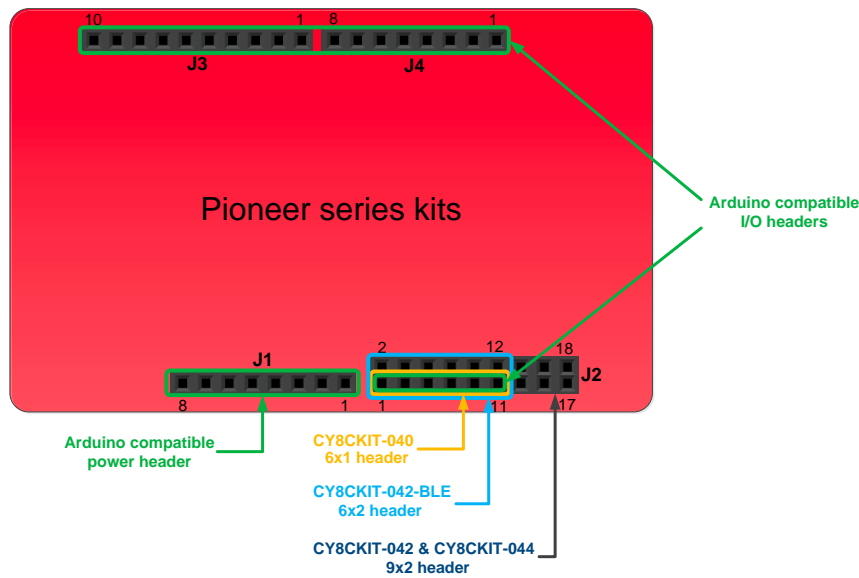 10 1 8 1
J3 J4
Pioneer series kits
Arduino compatible
I/O headers
2 12 18
J1
J2
8 1 1 11 17
Arduino compatible
power header
CY8CKIT-040
6x1 header
CY8CKIT-042-BLE
6x2 header
CY8CKIT-042 & CY8CKIT-044
9x2 header